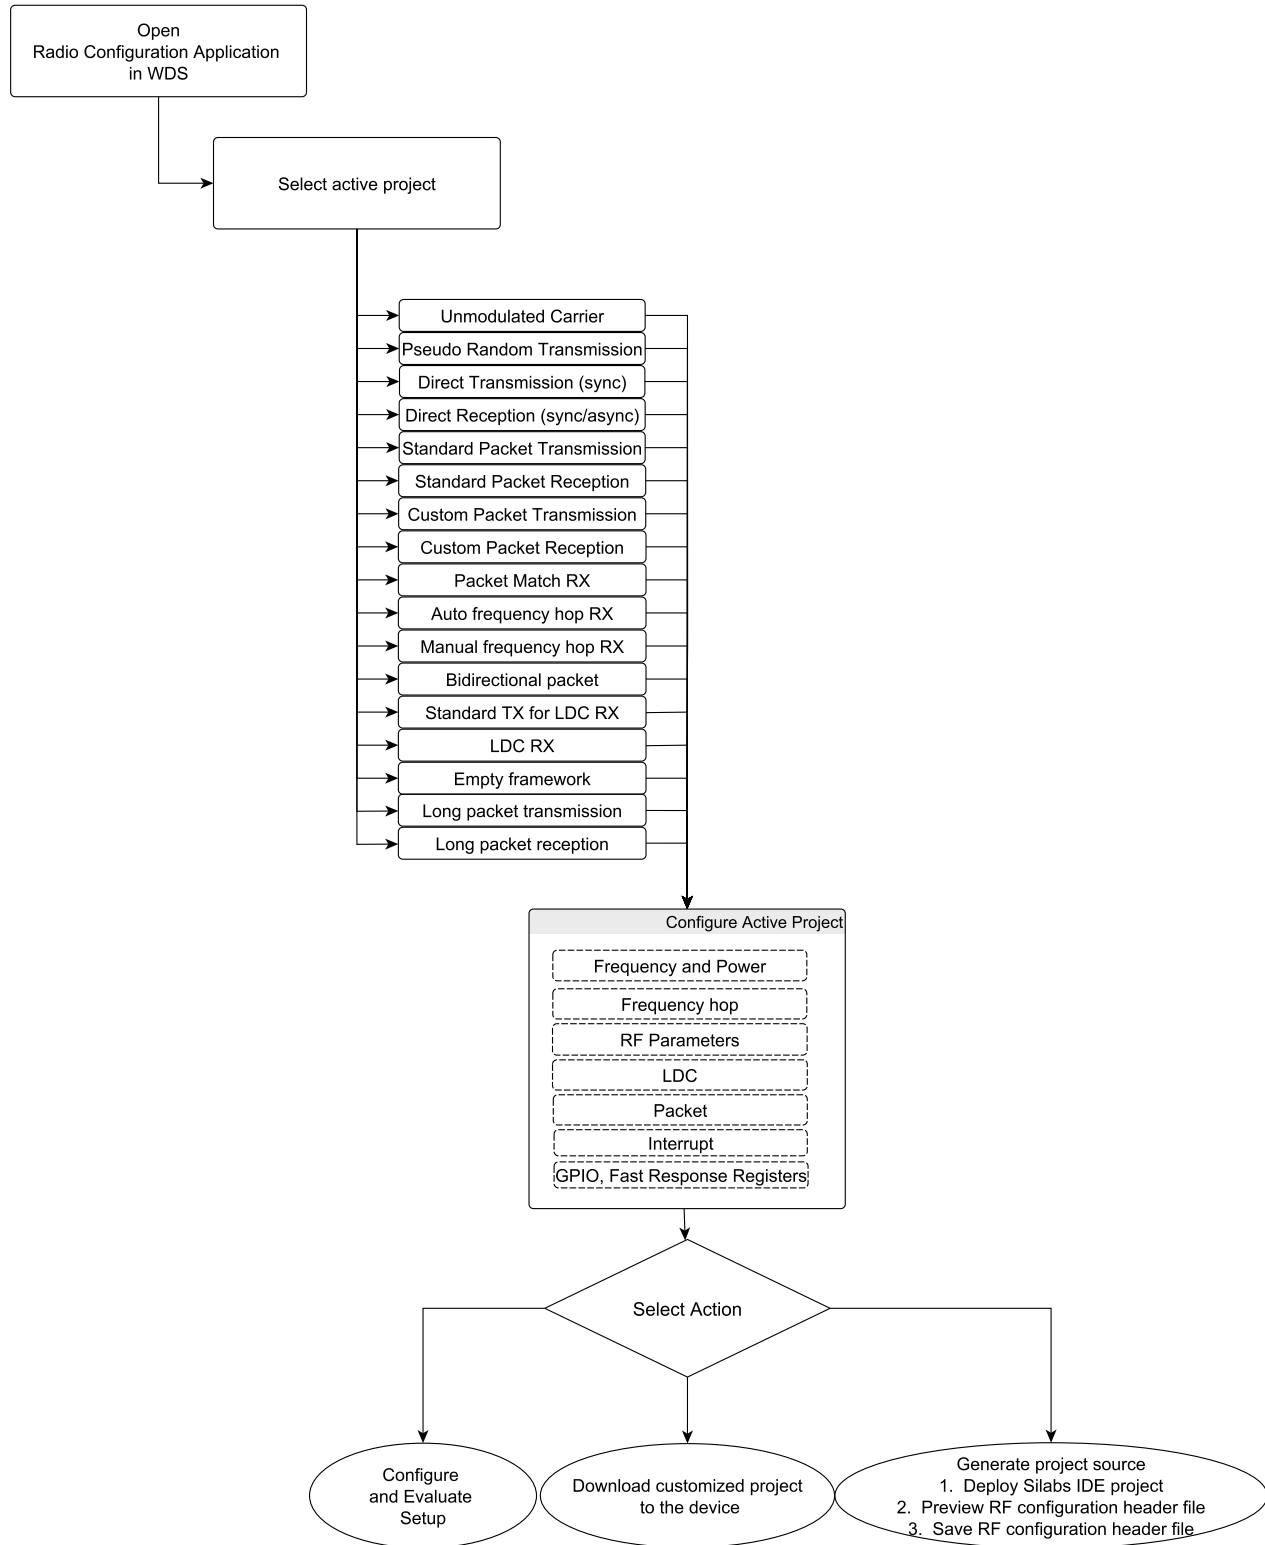 Open
Radio Configuration Application
in WDS
Select active project
Unmodulated Carrier
Pseudo Random Transmission
Direct Transmission (sync)
Direct Reception (sync/async)
Standard Packet Transmission
Standard Packet Reception
Custom Packet Transmission
Custom Packet Reception
Packet Match RX
Auto frequency hop RX
Manual frequency hop RX
Bidirectional packet
Standard TX for LDC RX
LDC RX
Empty framework
Long packet transmission
Long packet reception
Configure Active Project
Frequency and Power
Frequency hop
RF Parameters
LDC
Packet
Interrupt
GPIO, Fast Response Registers
Select Action
Configure
and Evaluate
Setup
Download customized project
to the device
Generate project source
1. Deploy Silabs IDE project
2. Preview RF configuration header file
3. Save RF configuration header file